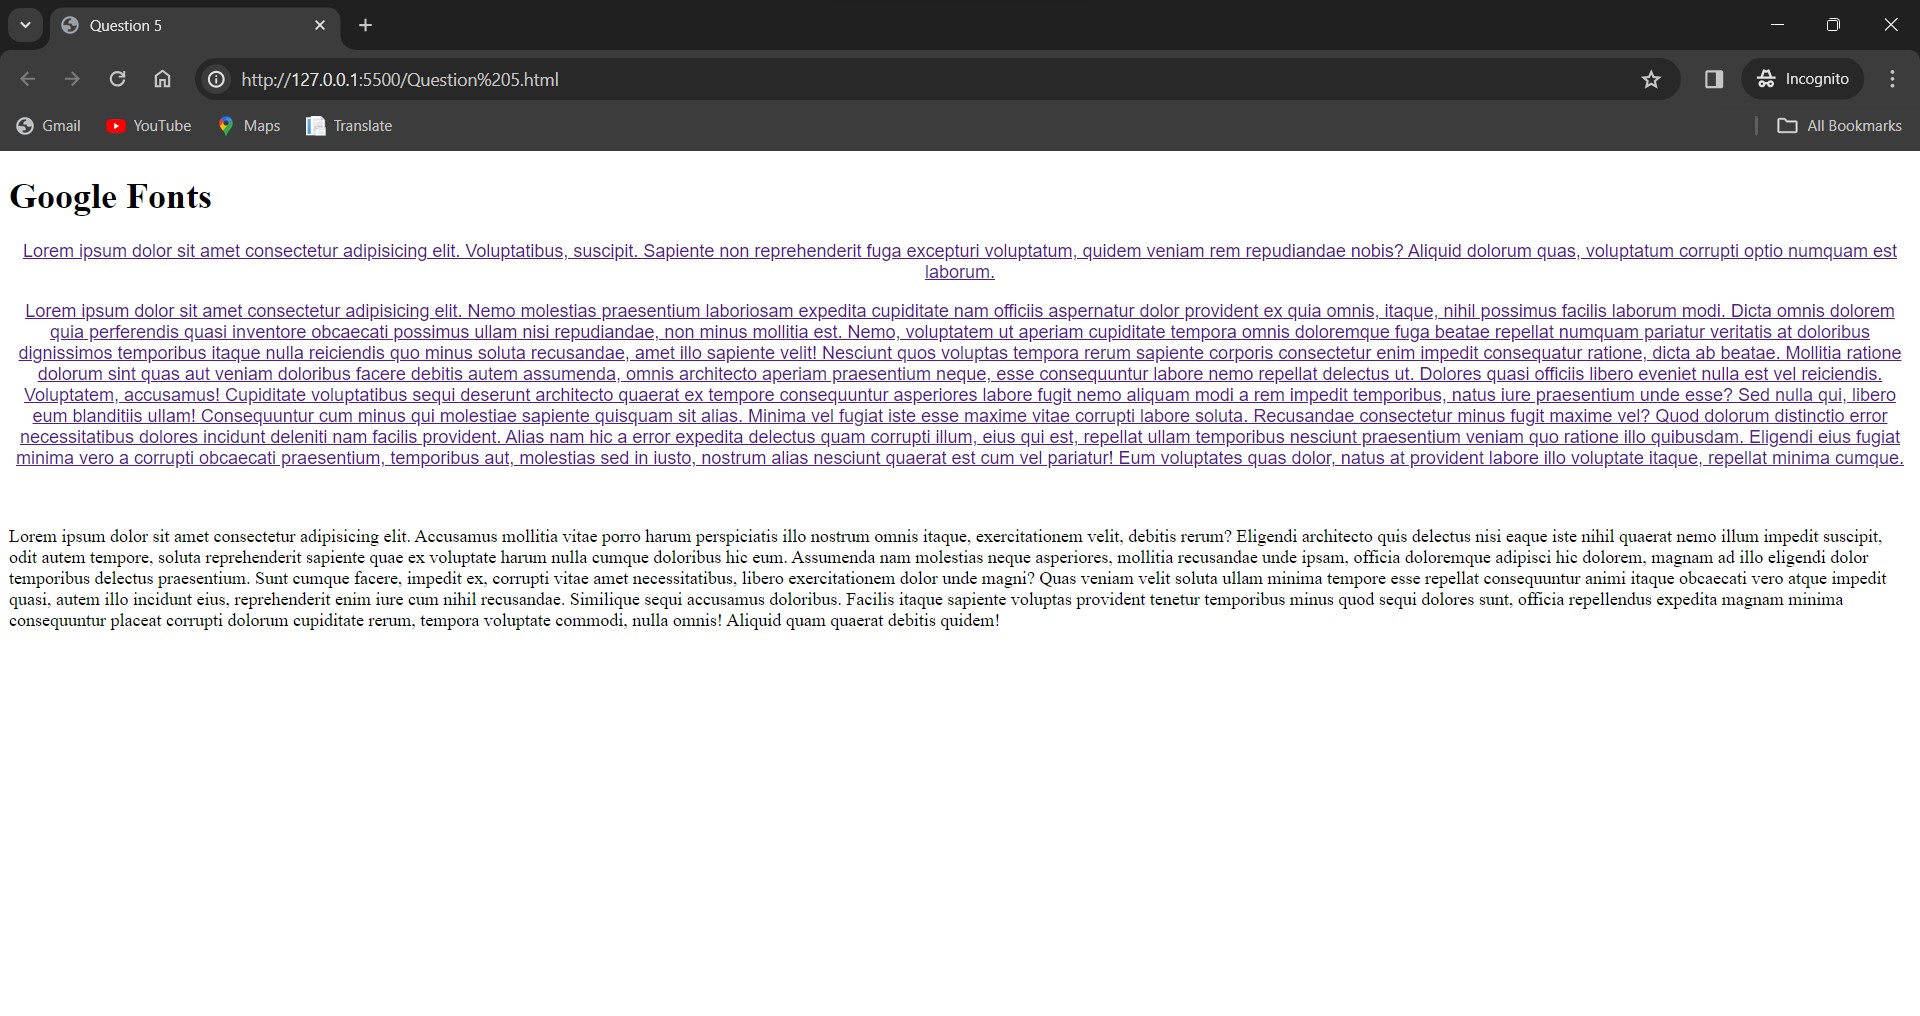 Question 5
http://127.0.0.1:5500/Question%205.html
Incognito
Gmail YouTube Maps Translate All Bookmarks
Google Fonts
Lorem ipsum dolor sit amet consectetur adipisicing elit. Voluptatibus, suscipit. Sapiente non reprehenderit fuga excepturi voluptatum, quidem veniam rem repudiandae nobis? Aliquid dolorum quas, voluptatum corrupti optio numquam est
laborum.
Lorem ipsum dolor sit amet consectetur adipisicing elit. Nemo molestias praesentium laboriosam expedita cupiditate nam officiis aspernatur dolor provident ex quia omnis, itaque, nihil possimus facilis laborum modi. Dicta omnis dolorem
quia perferendis quasi inventore obcaecati possimus ullam nisi repudiandae, non minus mollitia est. Nemo, voluptatem ut aperiam cupiditate tempora omnis doloremque fuga beatae repellat numquam pariatur veritatis at doloribus
dignissimos temporibus itaque nulla reiciendis quo minus soluta recusandae, amet illo sapiente velit! Nesciunt quos voluptas tempora rerum sapiente corporis consectetur enim impedit consequatur ratione, dicta ab beatae. Mollitia ratione
dolorum sint quas aut veniam doloribus facere debitis autem assumenda, omnis architecto aperiam praesentium neque, esse consequuntur labore nemo repellat delectus ut. Dolores quasi officiis libero eveniet nulla est vel reiciendis.
Voluptatem, accusamus! Cupiditate voluptatibus sequi deserunt architecto quaerat ex tempore consequuntur asperiores labore fugit nemo aliquam modi a rem impedit temporibus, natus iure praesentium unde esse? Sed nulla qui, libero
eum blanditiis ullam! Consequuntur cum minus qui molestiae sapiente quisquam sit alias. Minima vel fugiat iste esse maxime vitae corrupti labore soluta. Recusandae consectetur minus fugit maxime vel? Quod dolorum distinctio error
necessitatibus dolores incidunt deleniti nam facilis provident. Alias nam hic a error expedita delectus quam corrupti illum, eius qui est, repellat ullam temporibus nesciunt praesentium veniam quo ratione illo quibusdam. Eligendi eius fugiat
minima vero a corrupti obcaecati praesentium, temporibus aut, molestias sed in iusto, nostrum alias nesciunt quaerat est cum vel pariatur! Eum voluptates quas dolor, natus at provident labore illo voluptate itaque, repellat minima cumque.
Lorem ipsum dolor sit amet consectetur adipisicing elit. Accusamus mollitia vitae porro harum perspiciatis illo nostrum omnis itaque, exercitationem velit, debitis rerum? Eligendi architecto quis delectus nisi eaque iste nihil quaerat nemo illum impedit suscipit,
odit autem tempore, soluta reprehenderit sapiente quae ex voluptate harum nulla cumque doloribus hic eum. Assumenda nam molestias neque asperiores, mollitia recusandae unde ipsam, officia doloremque adipisci hic dolorem, magnam ad illo eligendi dolor
temporibus delectus praesentium. Sunt cumque facere, impedit ex, corrupti vitae amet necessitatibus, libero exercitationem dolor unde magni? Quas veniam velit soluta ullam minima tempore esse repellat consequuntur animi itaque obcaecati vero atque impedit
quasi, autem illo incidunt eius, reprehenderit enim iure cum nihil recusandae. Similique sequi accusamus doloribus. Facilis itaque sapiente voluptas provident tenetur temporibus minus quod sequi dolores sunt, officia repellendus expedita magnam minima
consequuntur placeat corrupti dolorum cupiditate rerum, tempora voluptate commodi, nulla omnis! Aliquid quam quaerat debitis quidem!